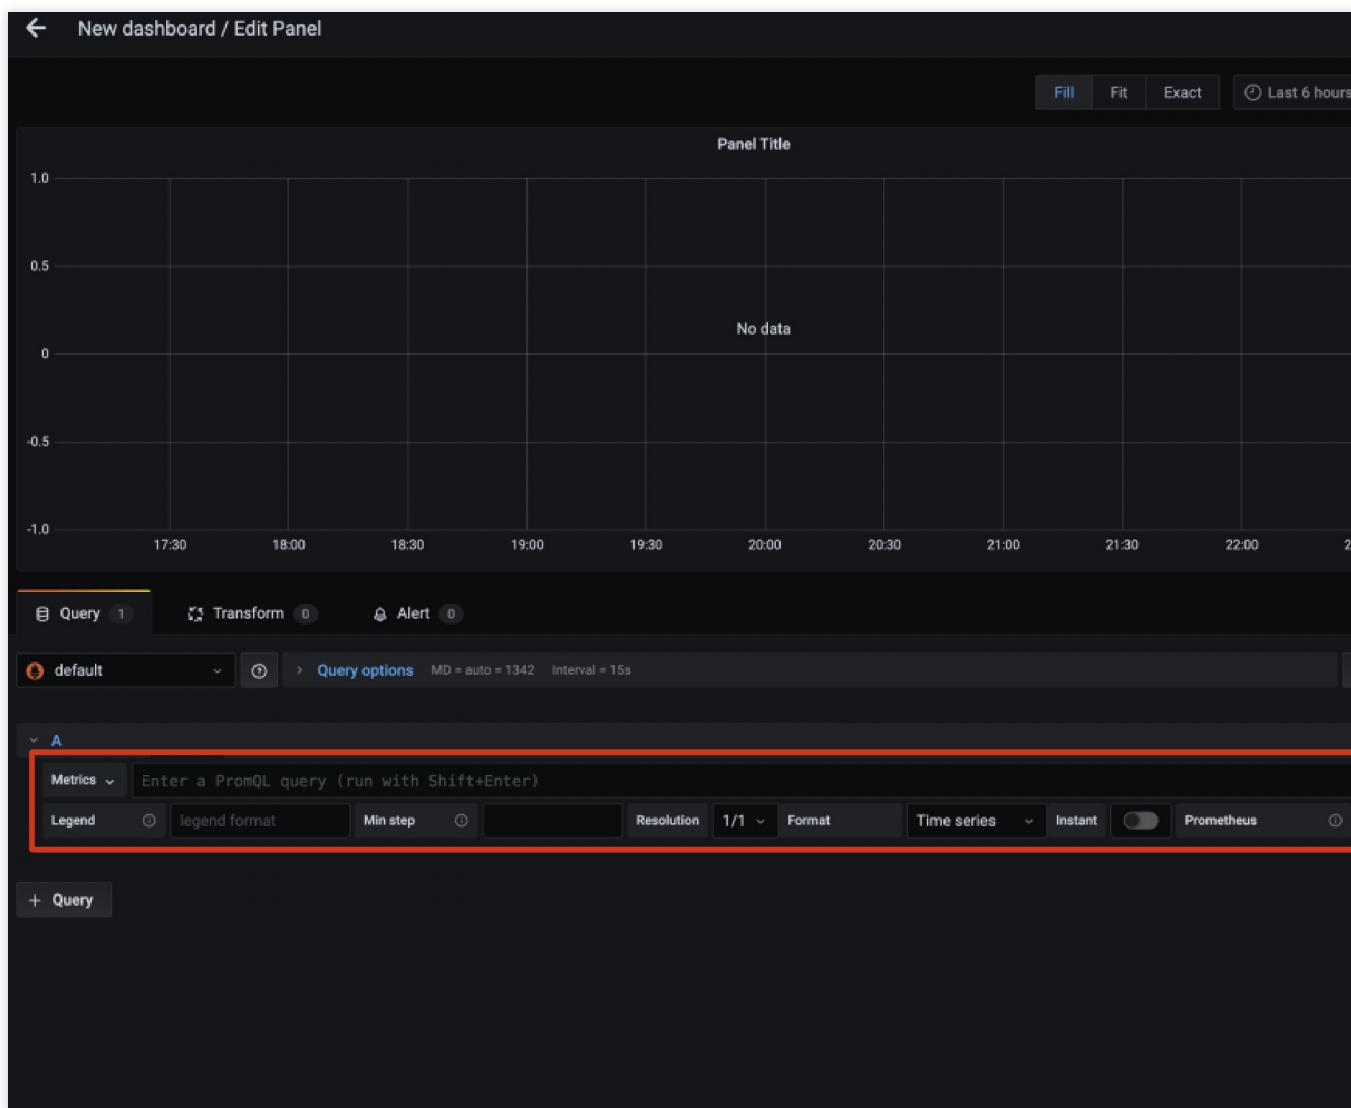 New dashboard / Edit Panel
Fill Fit Exact Last 6 hours
Panel Title
1.0
0.5
No data
0
-0.5
-1.0
17:30 18:00 18:30 19:00 19:30 20:00 20:30 21:00 21:30 22:00 2
Query 1 Transform 0 Alert 0
default Query options MD = auto = 1342 Interval = 15s
A
Metrics Enter a PromQL query (run with Shift+Enter)
Legend legend format Min step Resolution 1/1 Format Time series Instant Prometheus
+ Query